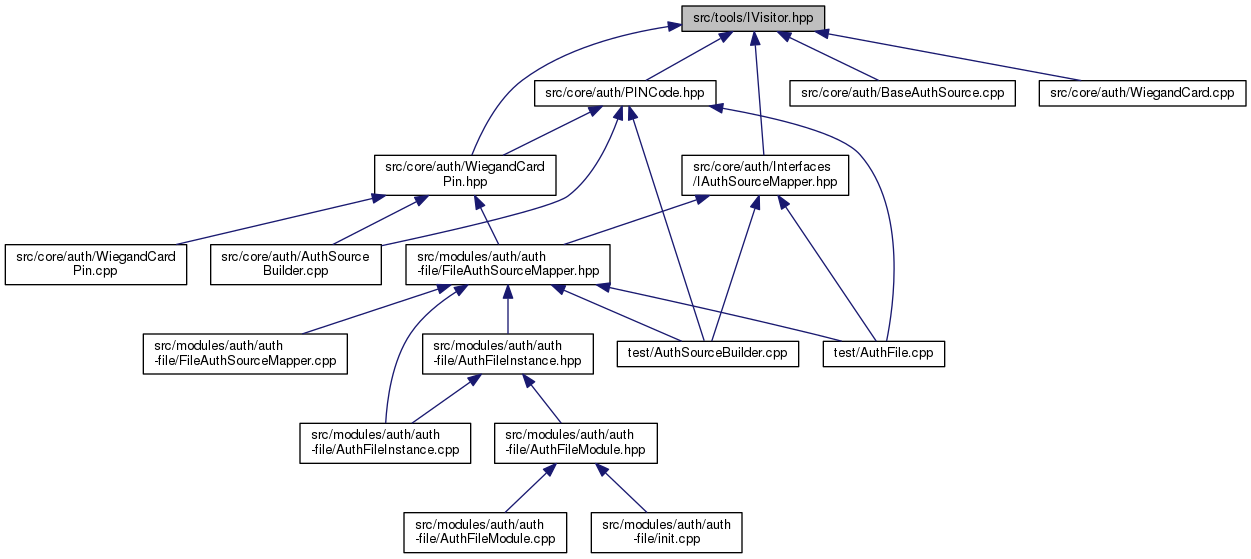 src/tools/IVisitor.hpp
src/core/auth/PINCode.hpp
src/core/auth/BaseAuthSource.cpp
src/core/auth/WiegandCard.cpp
src/core/auth/WiegandCard
Pin.hpp
src/core/auth/Interfaces
/IAuthSourceMapper.hpp
src/core/auth/WiegandCard
Pin.cpp
src/core/auth/AuthSource
Builder.cpp
src/modules/auth/auth
-file/FileAuthSourceMapper.hpp
src/modules/auth/auth
-file/FileAuthSourceMapper.cpp
src/modules/auth/auth
-file/AuthFileInstance.hpp
test/AuthSourceBuilder.cpp
test/AuthFile.cpp
src/modules/auth/auth
-file/AuthFileInstance.cpp
src/modules/auth/auth
-file/AuthFileModule.hpp
src/modules/auth/auth
-file/AuthFileModule.cpp
src/modules/auth/auth
-file/init.cpp